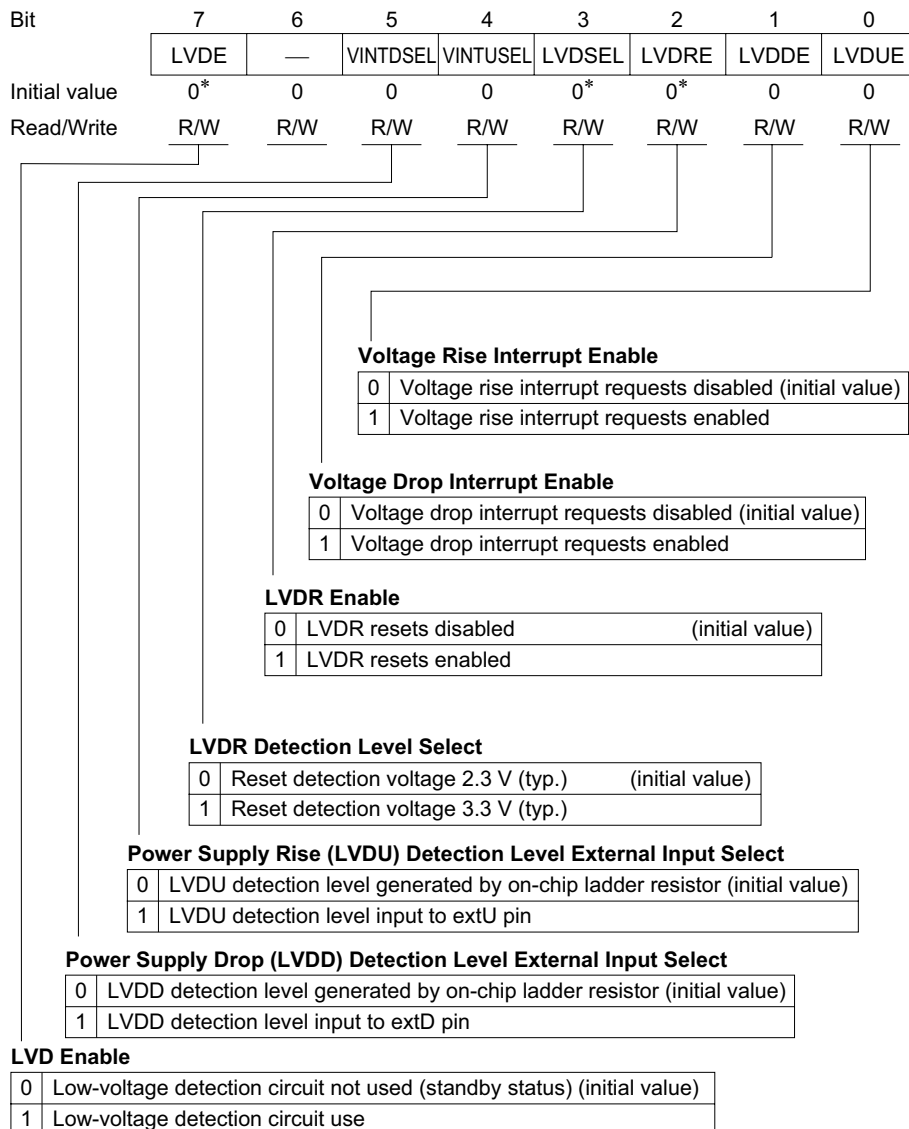 Bit 7 6 5 4 3 2 1 0
LVDE — VINTDSEL VINTUSEL LVDSEL LVDRE LVDDE LVDUE
Initial value 0* 0 0 0 0* 0* 0 0
Read/Write R/W R/W R/W R/W R/W R/W R/W R/W
Voltage Rise Interrupt Enable
0 Voltage rise interrupt requests disabled (initial value)
1 Voltage rise interrupt requests enabled
Voltage Drop Interrupt Enable
0 Voltage drop interrupt requests disabled (initial value)
1 Voltage drop interrupt requests enabled
LVDR Enable
0 LVDR resets disabled (initial value)
1 LVDR resets enabled
LVDR Detection Level Select
0 Reset detection voltage 2.3 V (typ.) (initial value)
1 Reset detection voltage 3.3 V (typ.)
Power Supply Rise (LVDU) Detection Level External Input Select
0 LVDU detection level generated by on-chip ladder resistor (initial value)
1 LVDU detection level input to extU pin
Power Supply Drop (LVDD) Detection Level External Input Select
0 LVDD detection level generated by on-chip ladder resistor (initial value)
1 LVDD detection level input to extD pin
LVD Enable
0 Low-voltage detection circuit not used (standby status) (initial value)
1 Low-voltage detection circuit use